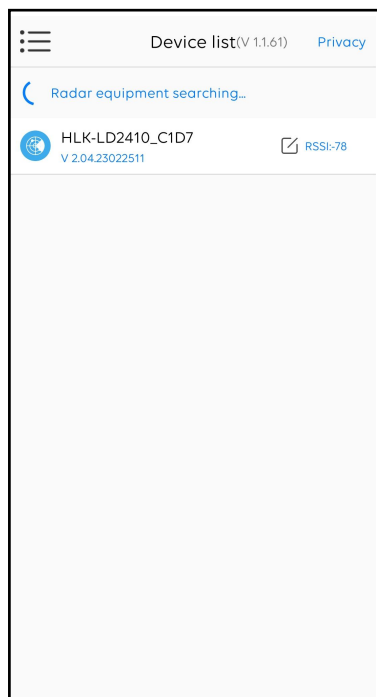 Device list(V 1.1.61) Privacy
Radar equipment searching...
HLK-LD2410_C1D7
V 2.04.23022511
RSSI:-78